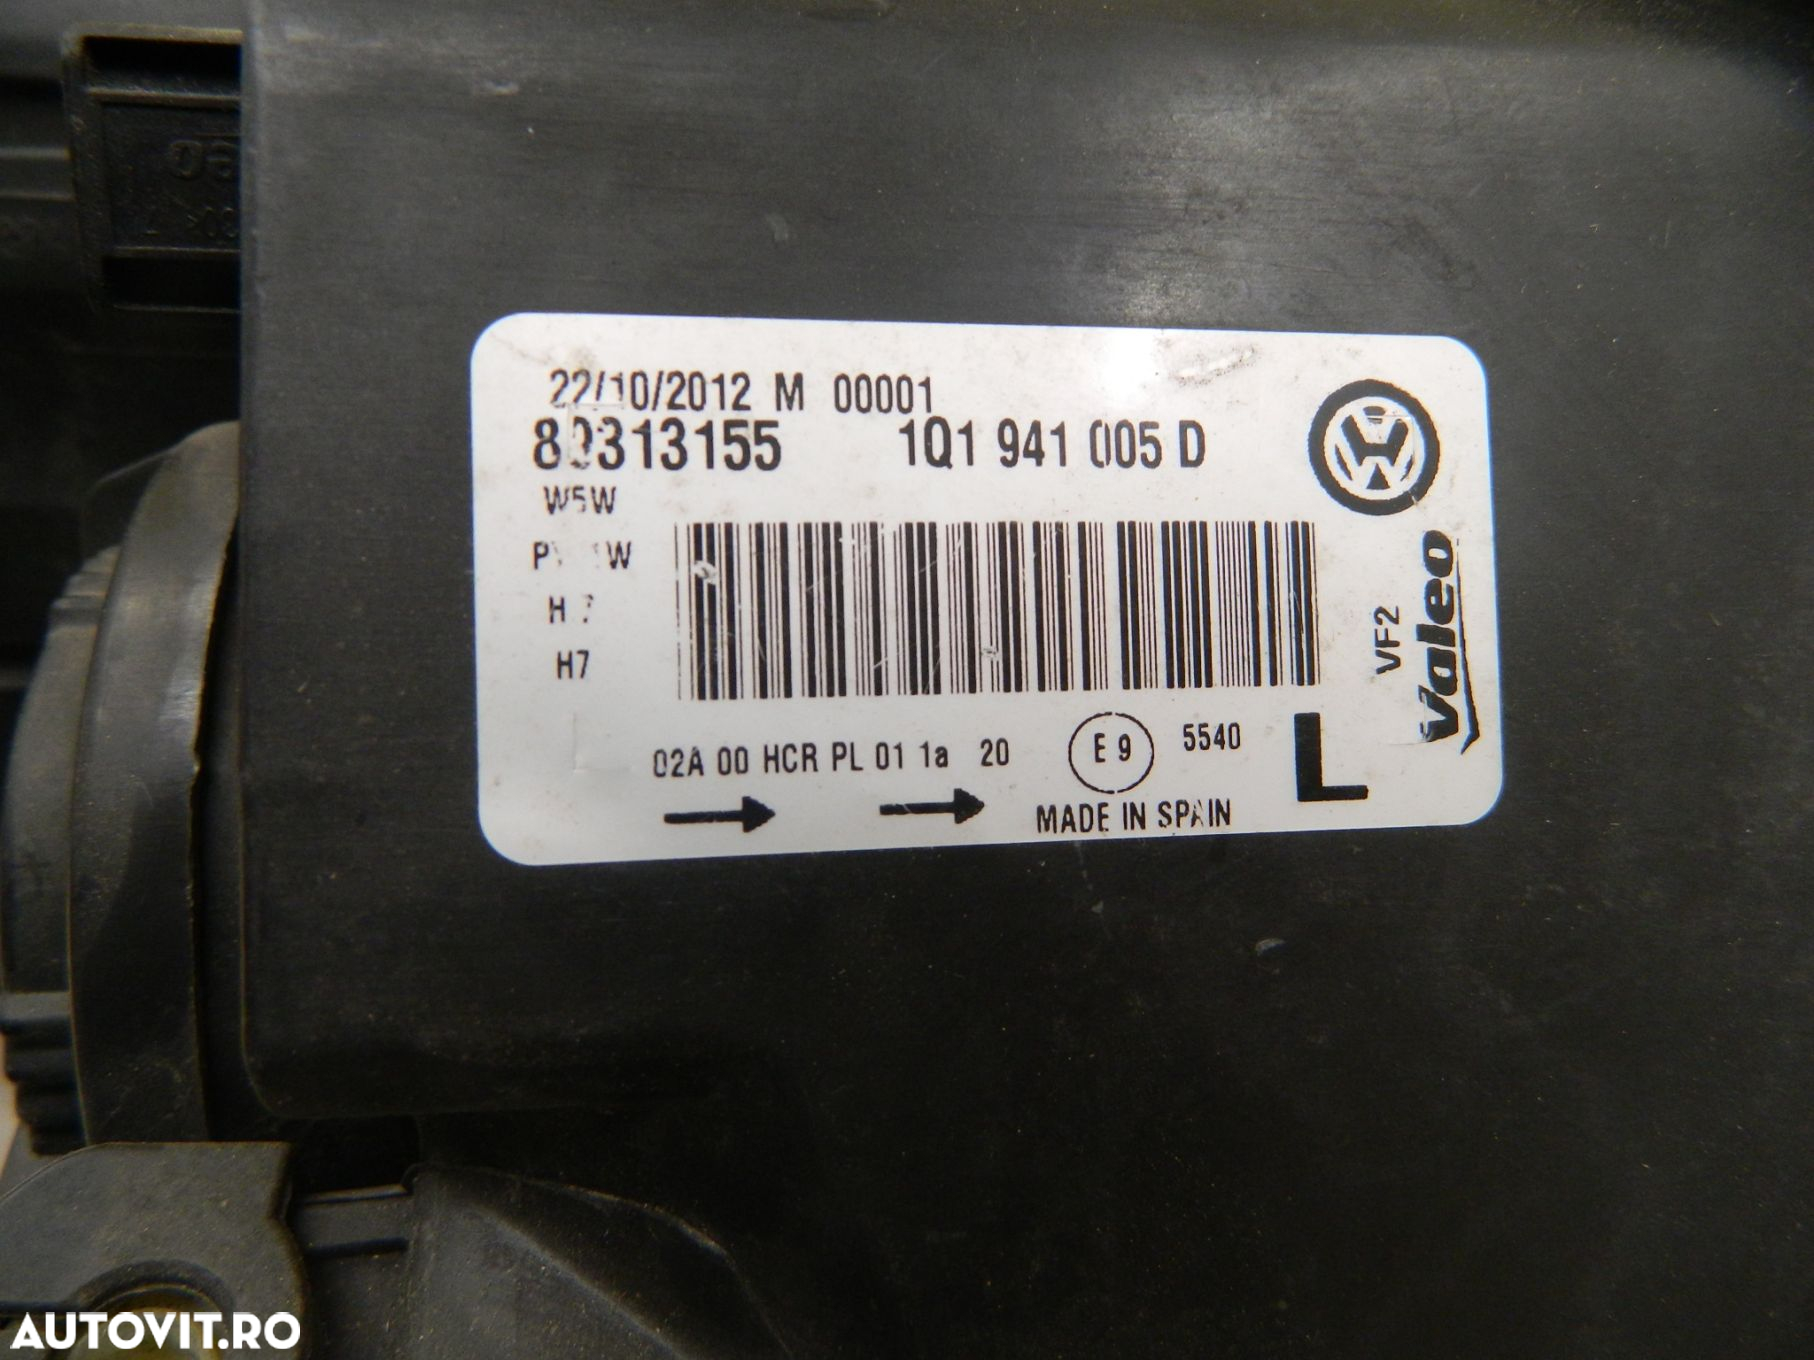 22/10/2012 M 00001
1Q1 941 005 D
W5W
H7
H7
VF2
Valeo
02A 00 HCR PL 01 1a 20
E 9
5540
L
MADE IN SPAIN
AUTOVIT.RO